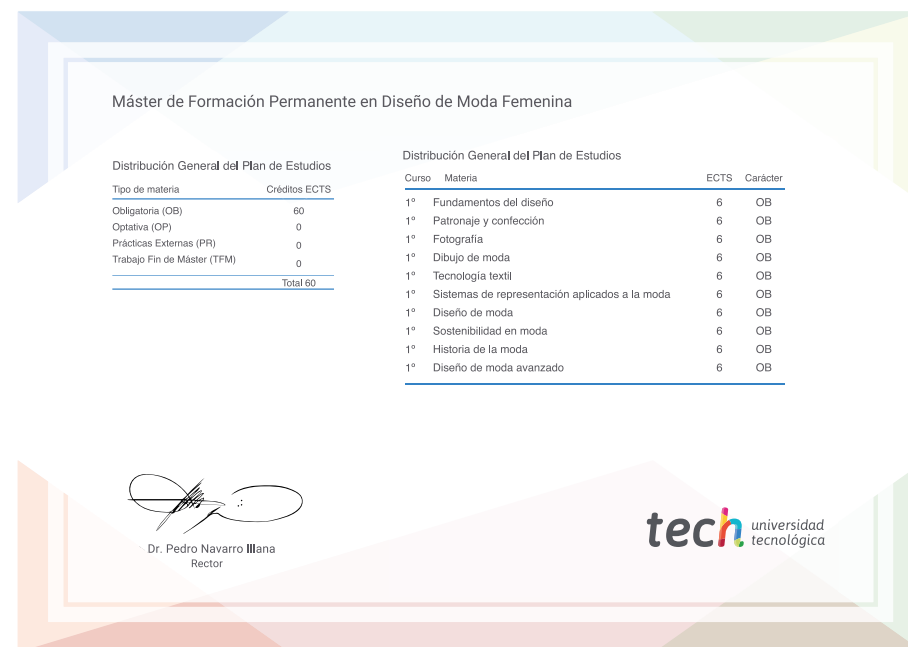 Máster de Formación Permanente en Diseño de Moda Femenina
Distribución General del Plan de Estudios
Tipo de materia Créditos ECTS
Obligatoria (OB) 60
Optativa (OP) 0
Prácticas Externas (PR) 0
Trabajo Fin de Máster (TFM) 0
Total 60
Distribución General del Plan de Estudios
Curso Materia ECTS Carácter
1º Fundamentos del diseño 6 OB
1º Patronaje y confección 6 OB
1º Fotografía 6 OB
1º Dibujo de moda 6 OB
1º Tecnología textil 6 OB
1º Sistemas de representación aplicados a la moda 6 OB
1º Diseño de moda 6 OB
1º Sostenibilidad en moda 6 OB
1º Historia de la moda 6 OB
1º Diseño de moda avanzado 6 OB
Dr. Pedro Navarro Illana
Rector
tech universidad
tecnológica